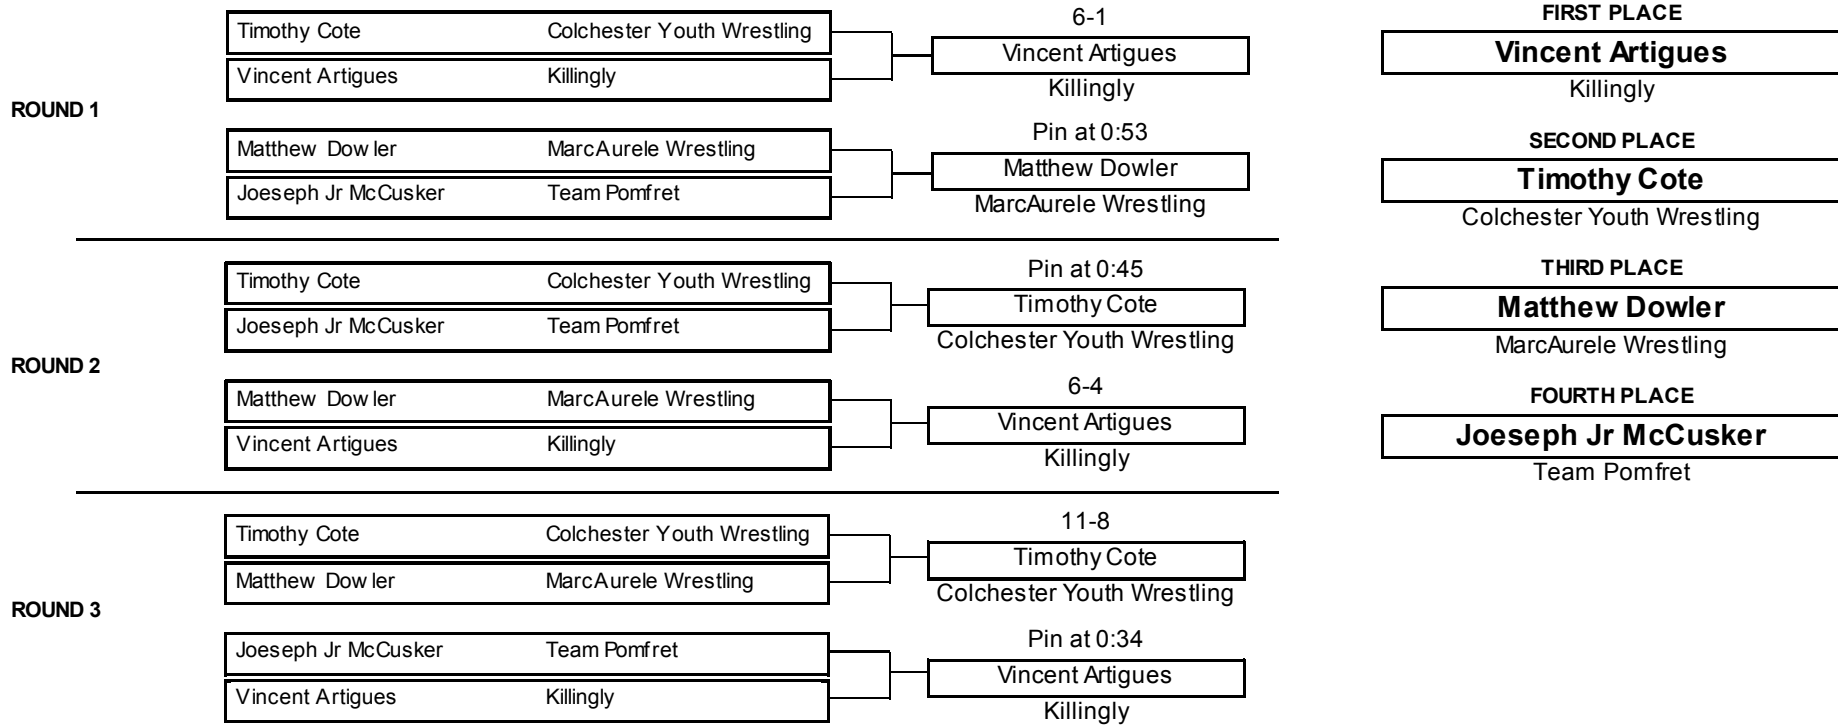 Timothy Cote Colchester Youth Wrestling
Vincent Artigues Killingly
6-1
Vincent Artigues
Killingly
ROUND 1
Matthew Dowler MarcAurele Wrestling
Joeseph Jr McCusker Team Pomfret
Pin at 0:53
Matthew Dowler
MarcAurele Wrestling
Timothy Cote Colchester Youth Wrestling
Joeseph Jr McCusker Team Pomfret
Pin at 0:45
Timothy Cote
Colchester Youth Wrestling
ROUND 2
Matthew Dowler MarcAurele Wrestling
Vincent Artigues Killingly
6-4
Vincent Artigues
Killingly
Timothy Cote Colchester Youth Wrestling
Matthew Dowler MarcAurele Wrestling
11-8
Timothy Cote
Colchester Youth Wrestling
ROUND 3
Joeseph Jr McCusker Team Pomfret
Vincent Artigues Killingly
Pin at 0:34
Vincent Artigues
Killingly
FIRST PLACE
Vincent Artigues
Killingly
SECOND PLACE
Timothy Cote
Colchester Youth Wrestling
THIRD PLACE
Matthew Dowler
MarcAurele Wrestling
FOURTH PLACE
Joeseph Jr McCusker
Team Pomfret